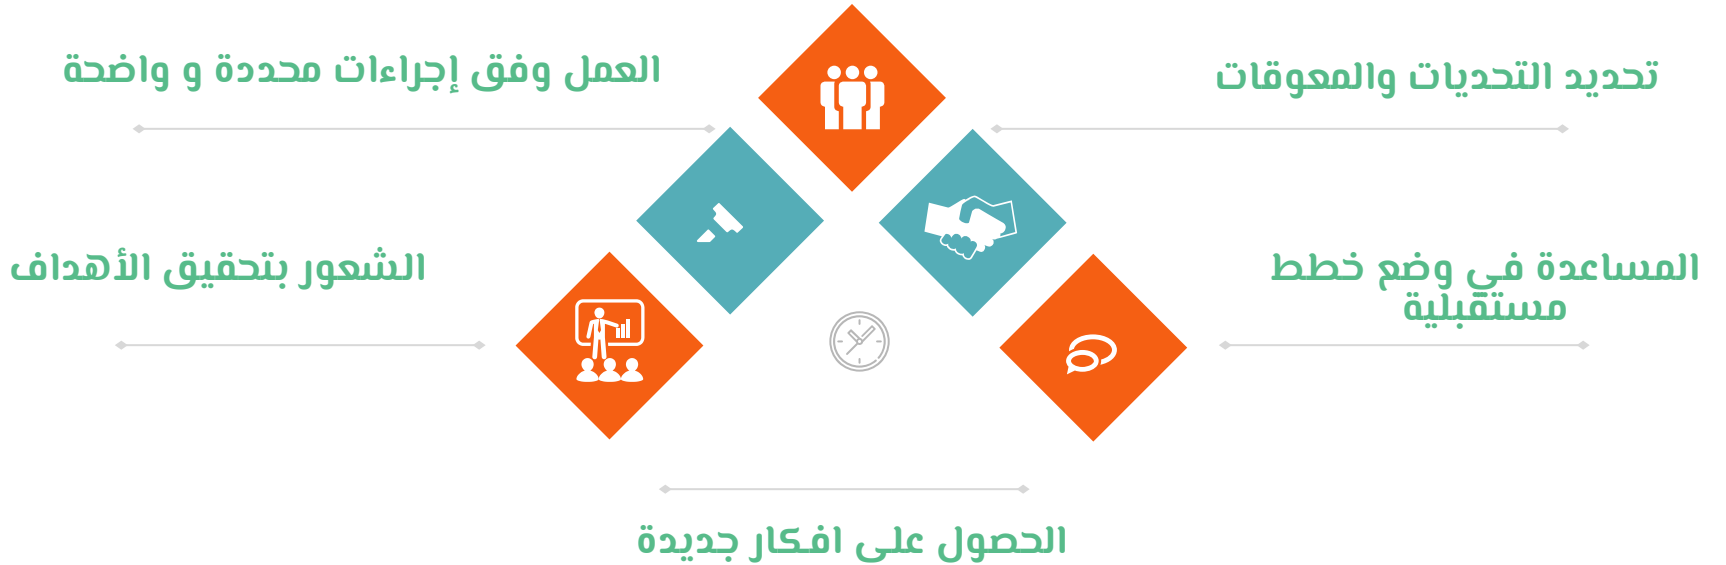 تحديد التحديات والمعوقات
العمل وفق إجراءات محددة و واضحة
المساعدة في وضع خطط
مستقبلية
الشعور بتحقيق الأهداف
الحصول على افكار جديدة